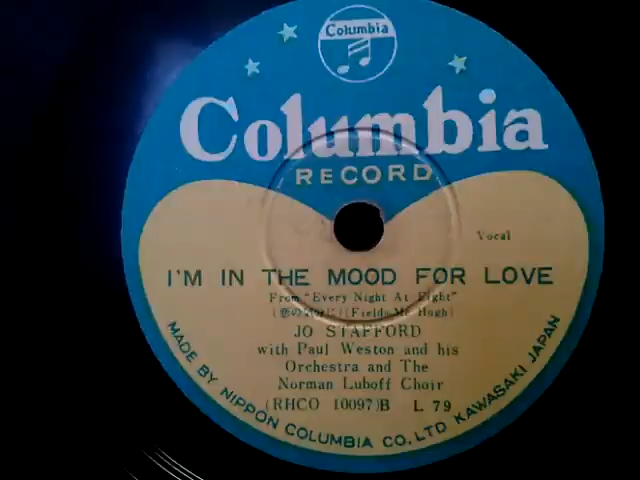 Columbia
Columbia
RECORD
Vocal
I'M IN THE MOOD FOR LOVE
From "Every Night At Eight"
(Fields Mc Hugh)
JO STAFFORD
with Paul Weston and his
Orchestra and The
Norman Luboff Choir
(RHCO 10097)B L 79
MADE BY NIPPON COLUMBIA CO., LTD KAWASAKI JAPAN